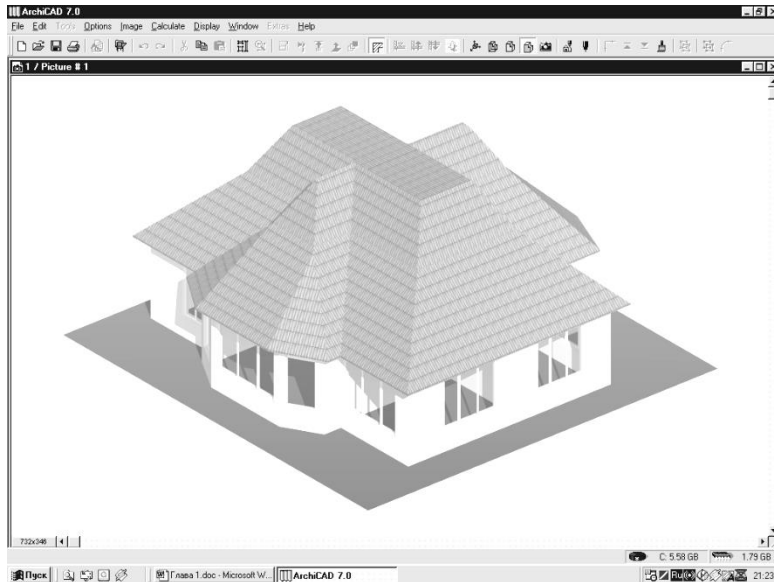 ArchiCAD 7.0
File Edit Tools Options Image Calculate Display Window Extras Help
1 / Picture # 1
732x346
C: 5.58 GB 1.79 GB
Пуск Глава 1.doc - Microsoft W... ArchiCAD 7.0 Ru 21:23